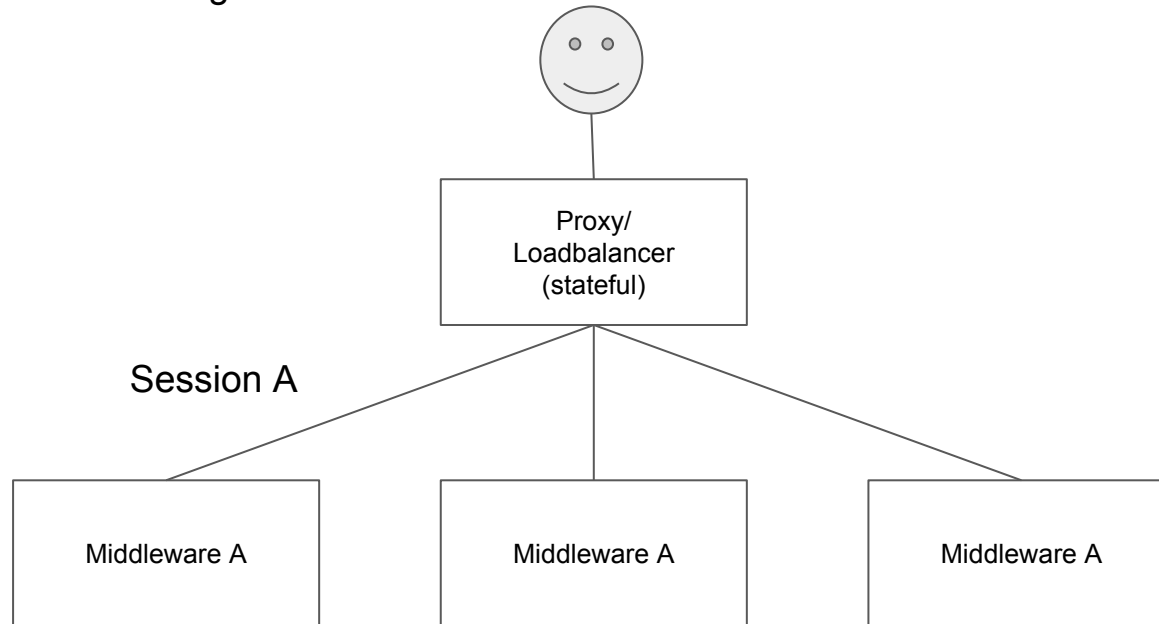 Proxy/
Loadbalancer
(stateful)
Session A
Middleware A
Middleware A
Middleware A